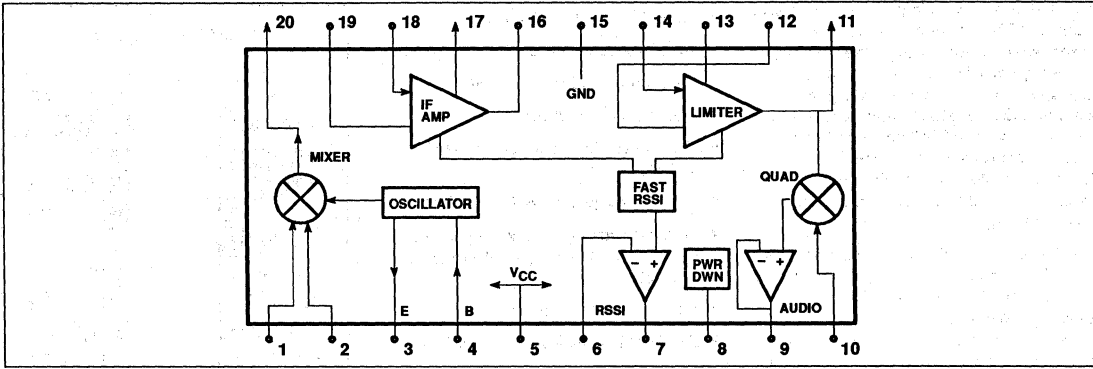 20 19 18 17 16 15 14 13 12 11
IF
AMP
GND
LIMITER
MIXER
FAST
RSSI
QUAD
OSCILLATOR
VCC
− +
PWR
DWN
− +
E B RSSI AUDIO
1 2 3 4 5 6 7 8 9 10